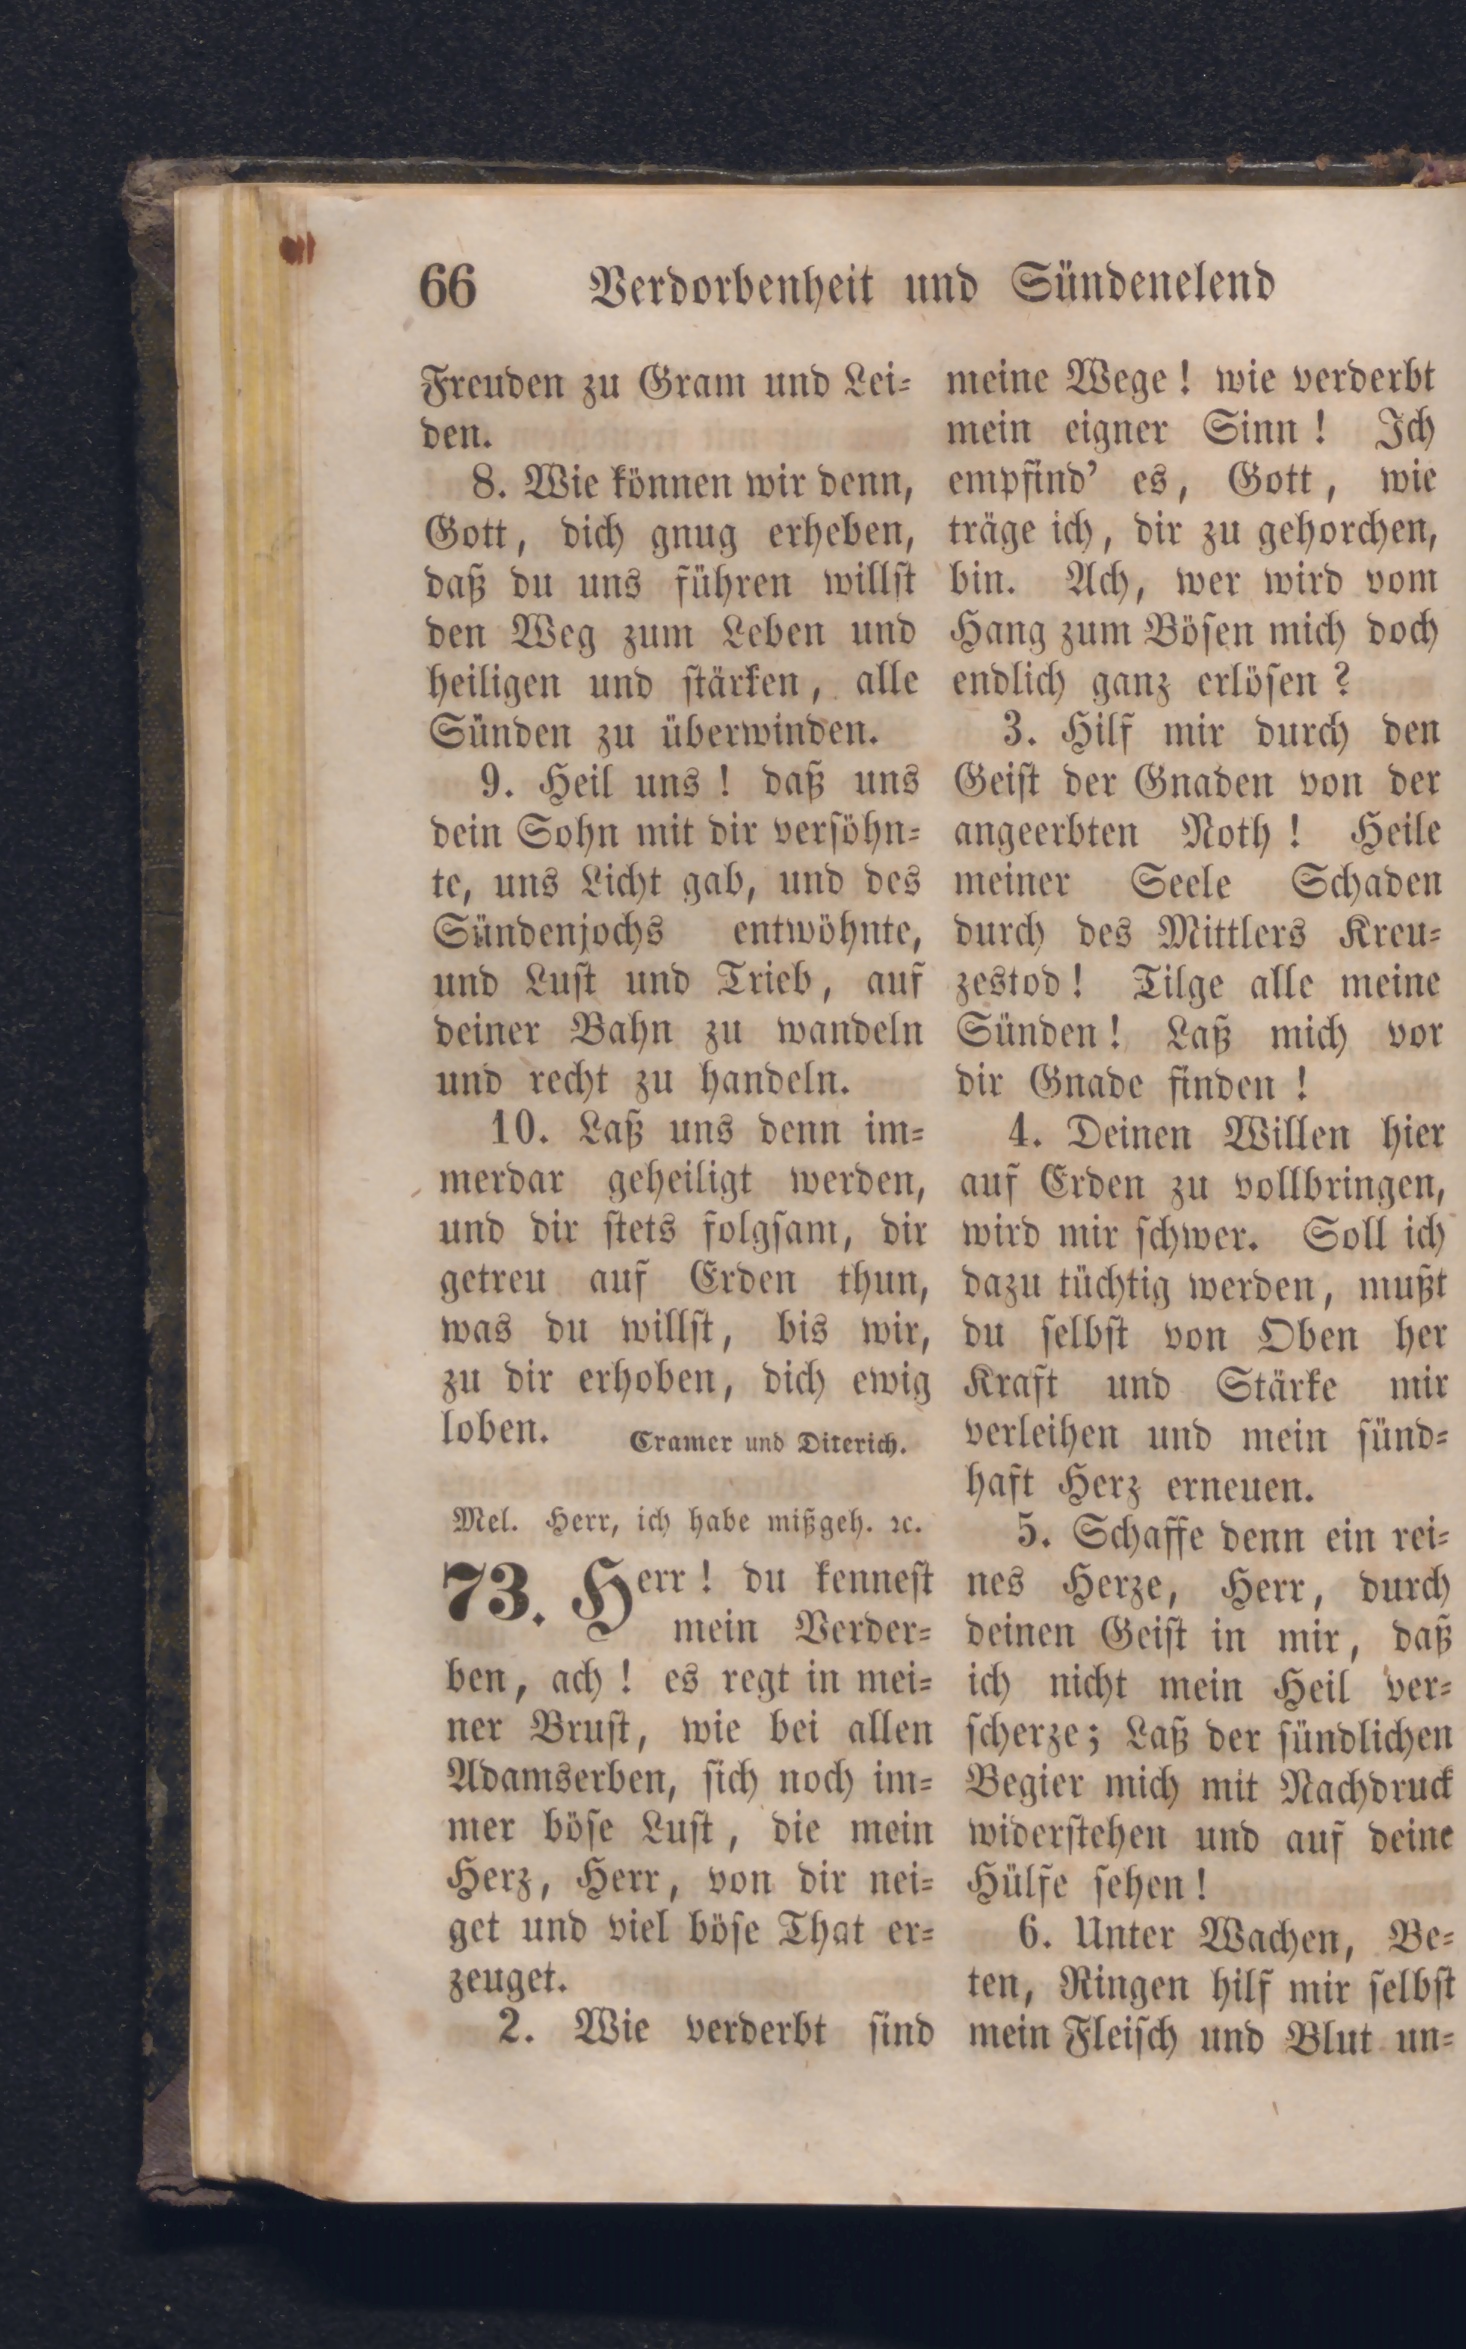 66 Verdorbenheit und Sündenelend
Freuden zu Gram und Lei-
den.
8. Wie können wir denn,
Gott, dich gnug erheben,
daß du uns führen willst
den Weg zum Leben und
heiligen und stärken, alle
Sünden zu überwinden.
9. Heil uns! daß uns
dein Sohn mit dir versöhn-
te, uns Licht gab, und des
Sündenjochs entwöhnte,
und Lust und Trieb, auf
deiner Bahn zu wandeln
und recht zu handeln.
10. Laß uns denn im-
merdar geheiligt werden,
und dir stets folgsam, dir
getreu auf Erden thun,
was du willst, bis wir,
zu dir erhoben, dich ewig
loben. Cramer und Diterich.
Mel. Herr, ich habe mißgeh. ꝛc.
73. Herr! du kennest
mein Verder-
ben, ach! es regt in mei-
ner Brust, wie bei allen
Adamserben, sich noch im-
mer böse Lust, die mein
Herz, Herr, von dir nei-
get und viel böse That er-
zeuget.
2. Wie verderbt sind
meine Wege! wie verderbt
mein eigner Sinn! Ich
empfind' es, Gott, wie
träge ich, dir zu gehorchen,
bin. Ach, wer wird vom
Hang zum Bösen mich doch
endlich ganz erlösen?
3. Hilf mir durch den
Geist der Gnaden von der
angeerbten Noth! Heile
meiner Seele Schaden
durch des Mittlers Kreu-
zestod! Tilge alle meine
Sünden! Laß mich vor
dir Gnade finden!
4. Deinen Willen hier
auf Erden zu vollbringen,
wird mir schwer. Soll ich
dazu tüchtig werden, mußt
du selbst von Oben her
Kraft und Stärke mir
verleihen und mein sünd-
haft Herz erneuen.
5. Schaffe denn ein rei-
nes Herze, Herr, durch
deinen Geist in mir, daß
ich nicht mein Heil ver-
scherze; Laß der sündlichen
Begier mich mit Nachdruck
widerstehen und auf deine
Hülfe sehen!
6. Unter Wachen, Be-
ten, Ringen hilf mir selbst
mein Fleisch und Blut un-